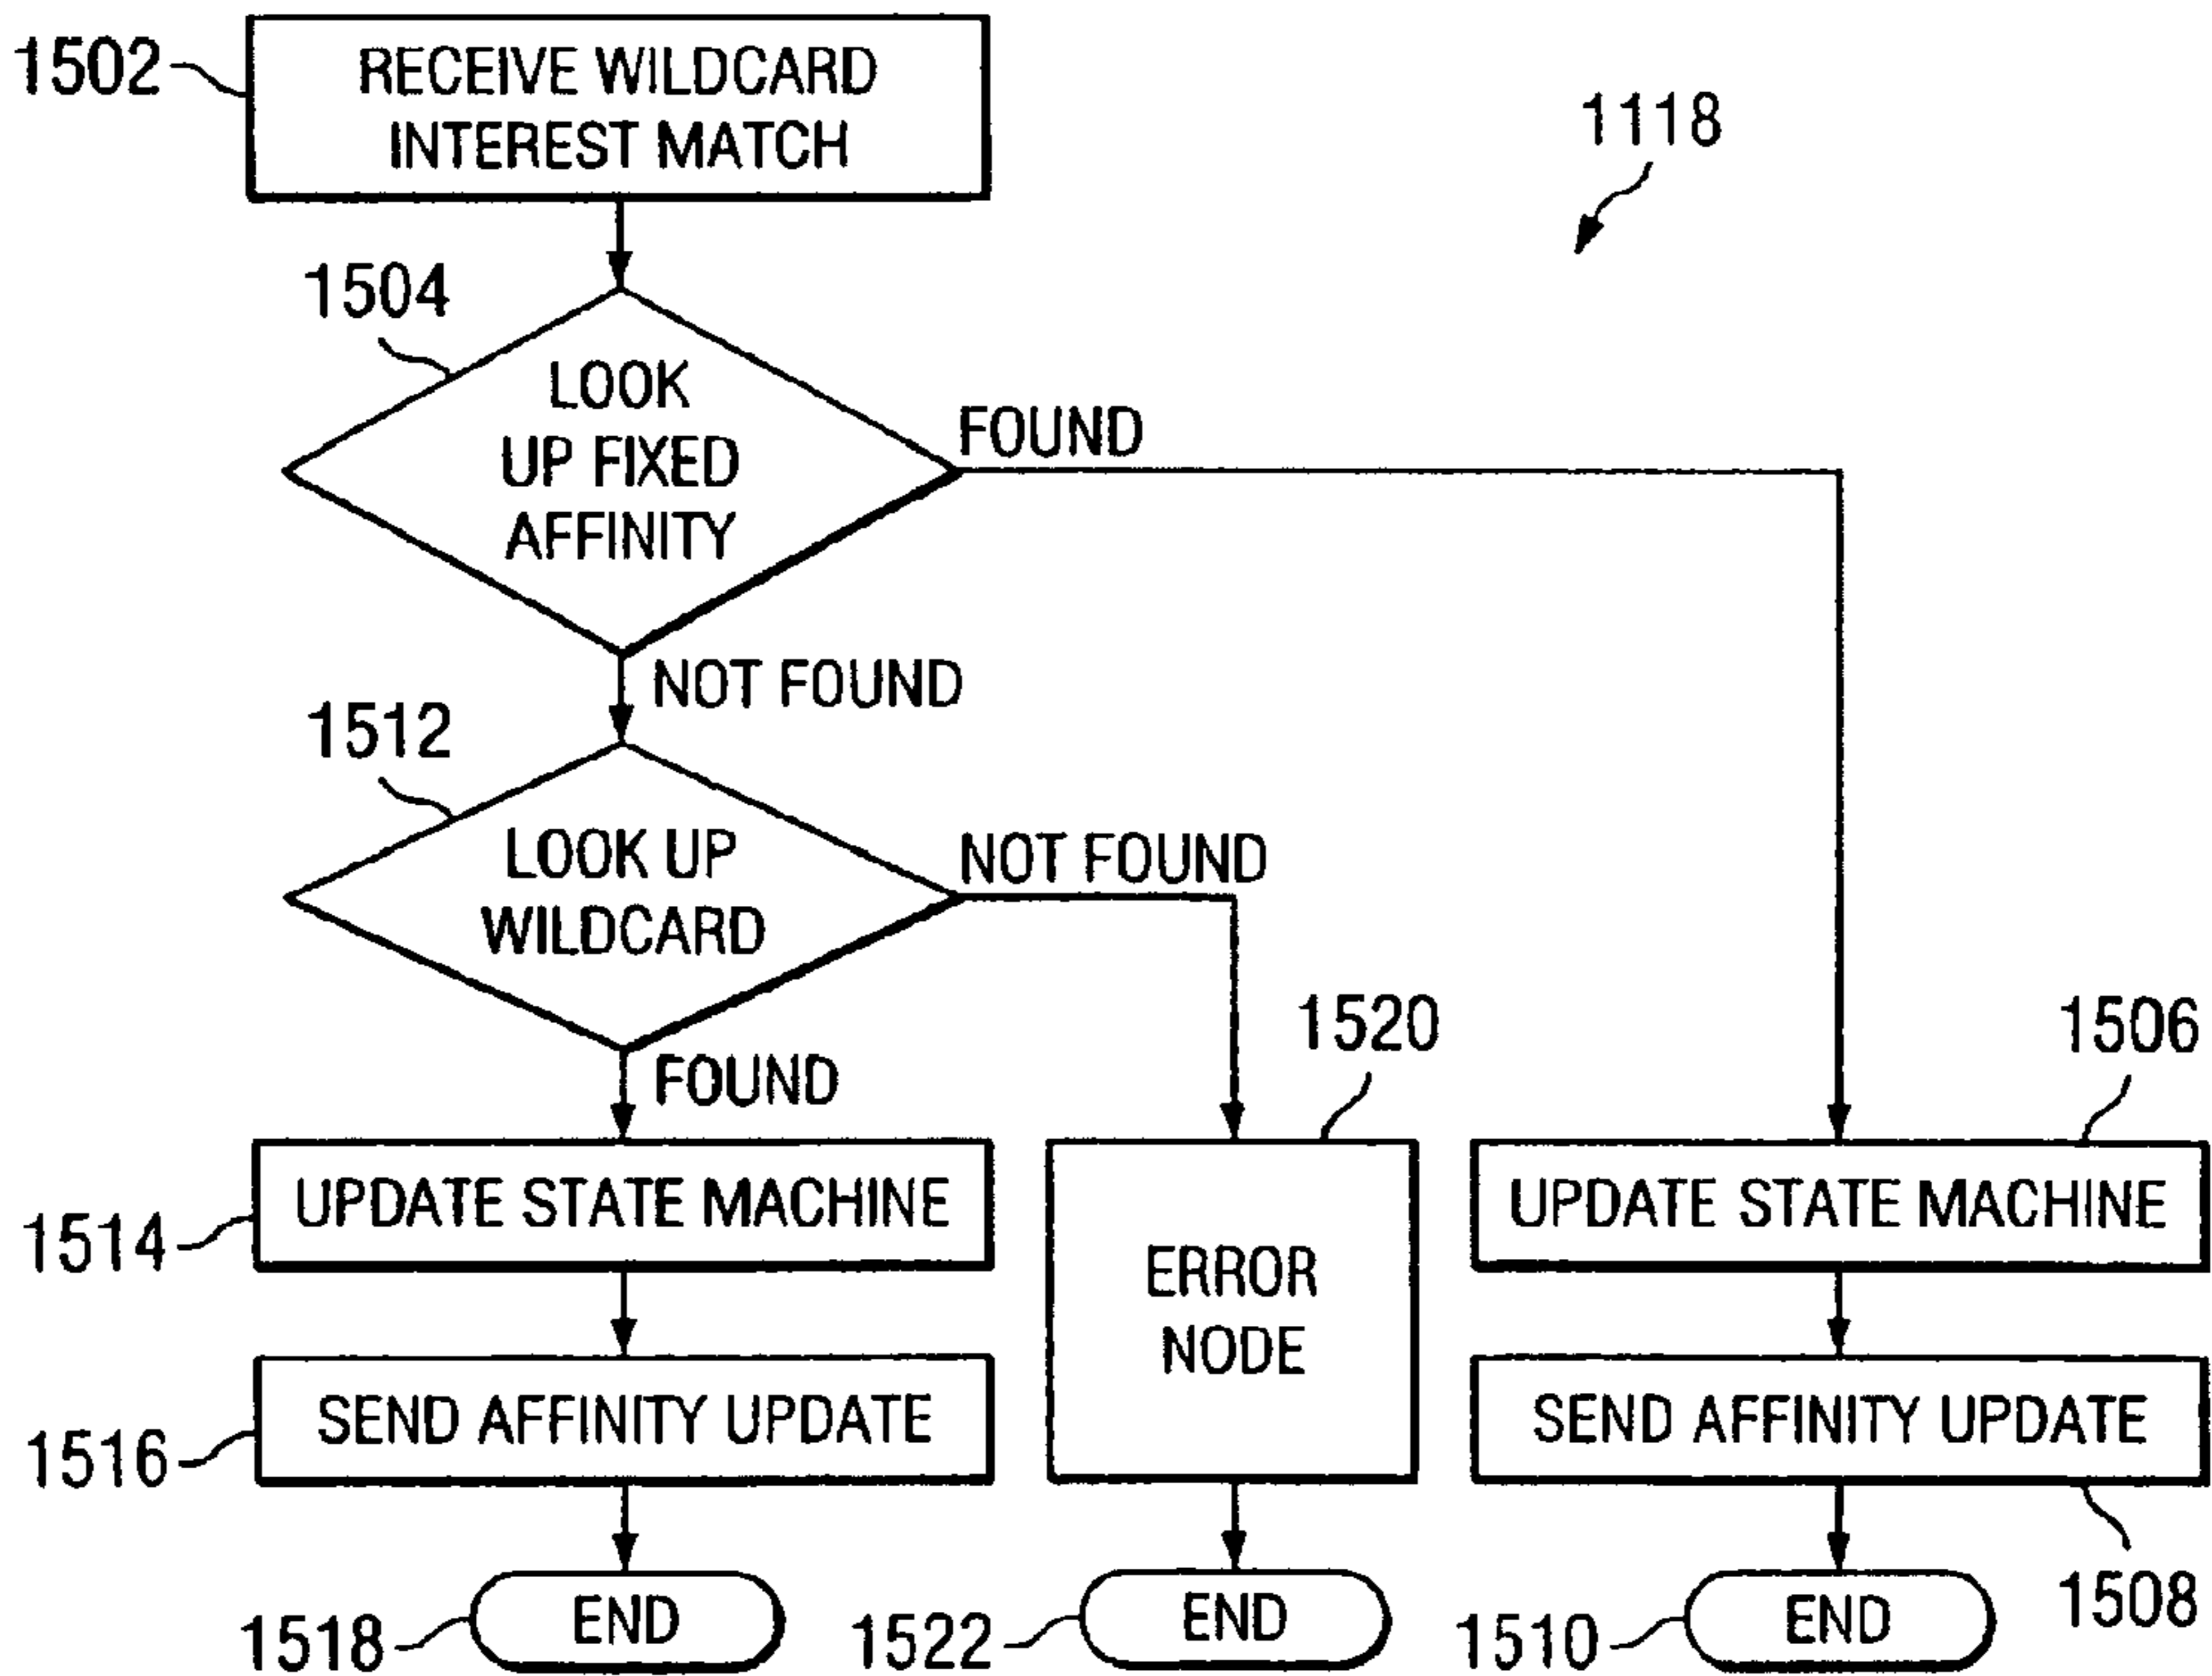 1502
RECEIVE WILDCARD
INTEREST MATCH
1118
1504
LOOK
UP FIXED
AFFINITY
FOUND
NOT FOUND
1512
LOOK UP
WILDCARD
NOT FOUND
FOUND
1520
1506
1514
UPDATE STATE MACHINE
ERROR
NODE
UPDATE STATE MACHINE
1516
SEND AFFINITY UPDATE
SEND AFFINITY UPDATE
1508
1518
END
1522
END
1510
END